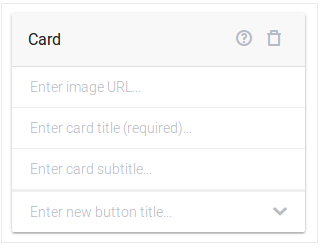 Card
Enter image URL...
Enter card title (required)...
Enter card subtitle...
Enter new button title...